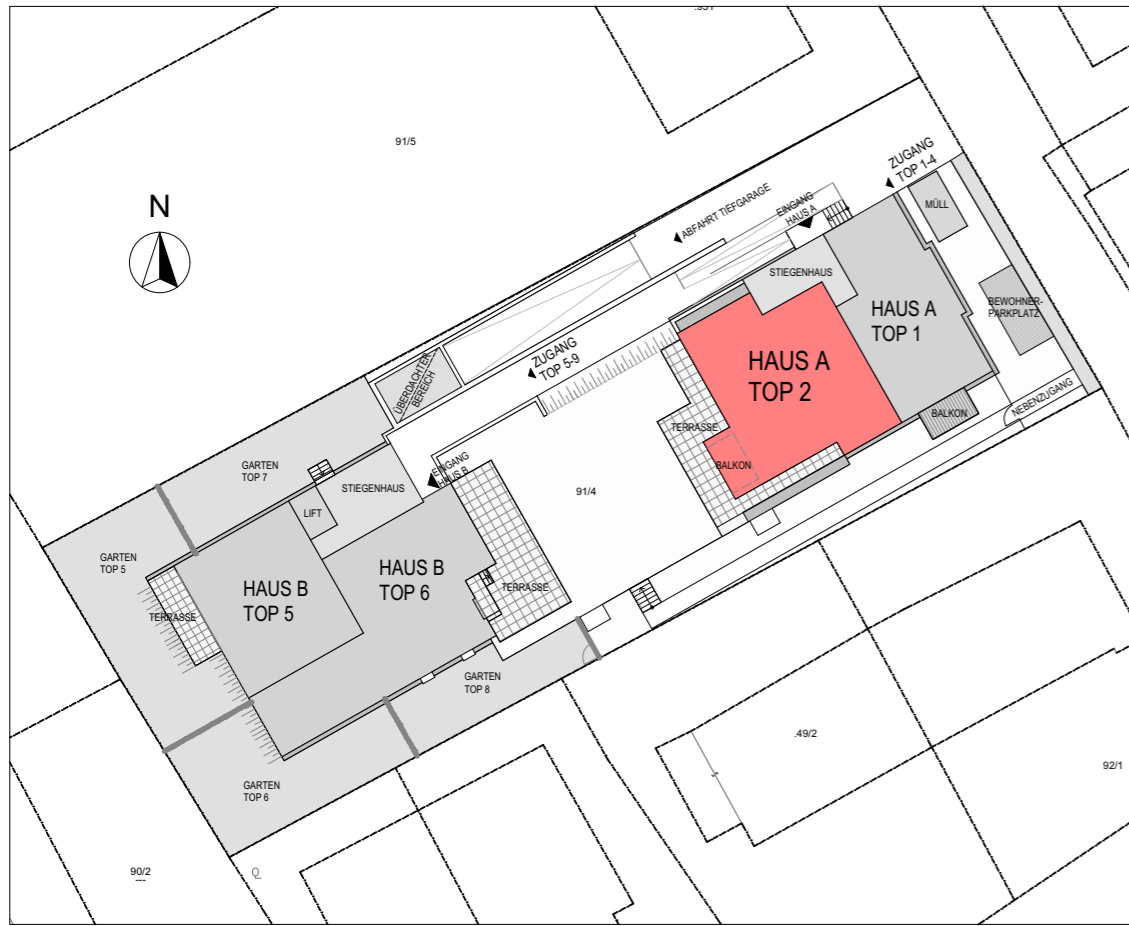 91/5
N
ZUGANG
TOP 1-4
MÜLL
ABFAHRT TIEFGARAGE
EINGANG
HAUS A
STIEGENHAUS
BEWOHNER-
PARKPLATZ
HAUS A
TOP 1
HAUS A
TOP 2
ZUGANG
TOP 5-9
ÜBERDACHTER
BEREICH
TERRASSE
BALKON
BALKON
NEBENZUGANG
GARTEN
TOP 7
EINGANG
HAUS B
STIEGENHAUS
LIFT
91/4
GARTEN
TOP 5
HAUS B
TOP 6
HAUS B
TOP 5
TERRASSE
TERRASSE
GARTEN
TOP 8
GARTEN
TOP 6
.49/2
92/1
90/2